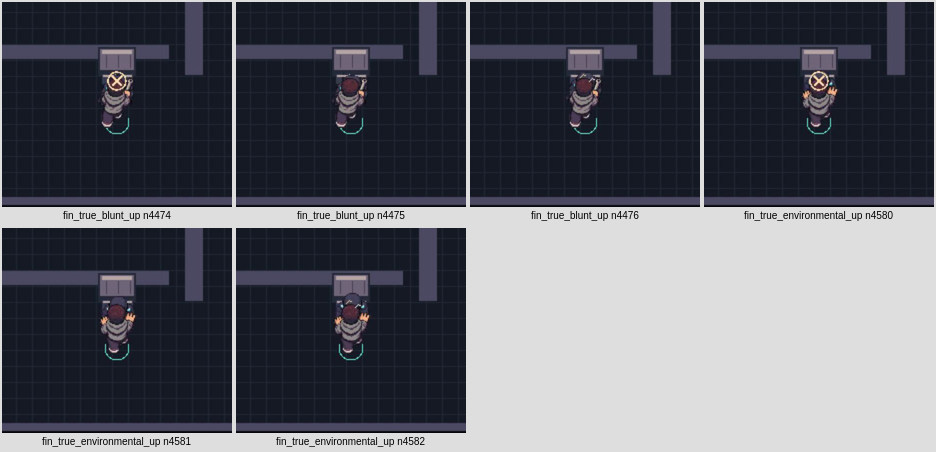 fin_true_blunt_up n4474
fin_true_blunt_up n4475
fin_true_blunt_up n4476
fin_true_environmental_up n4580
fin_true_environmental_up n4581
fin_true_environmental_up n4582